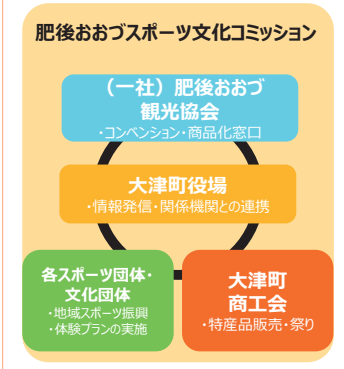 肥後おおづスポーツ文化コミッション
（一社）肥後おおづ
観光協会
・コンベンション・商品化窓口
大津町役場
・情報発信・関係機関との連携
各スポーツ団体・
文化団体
・地域スポーツ振興
・体験プランの実施
大津町
商工会
・特産品販売・祭り